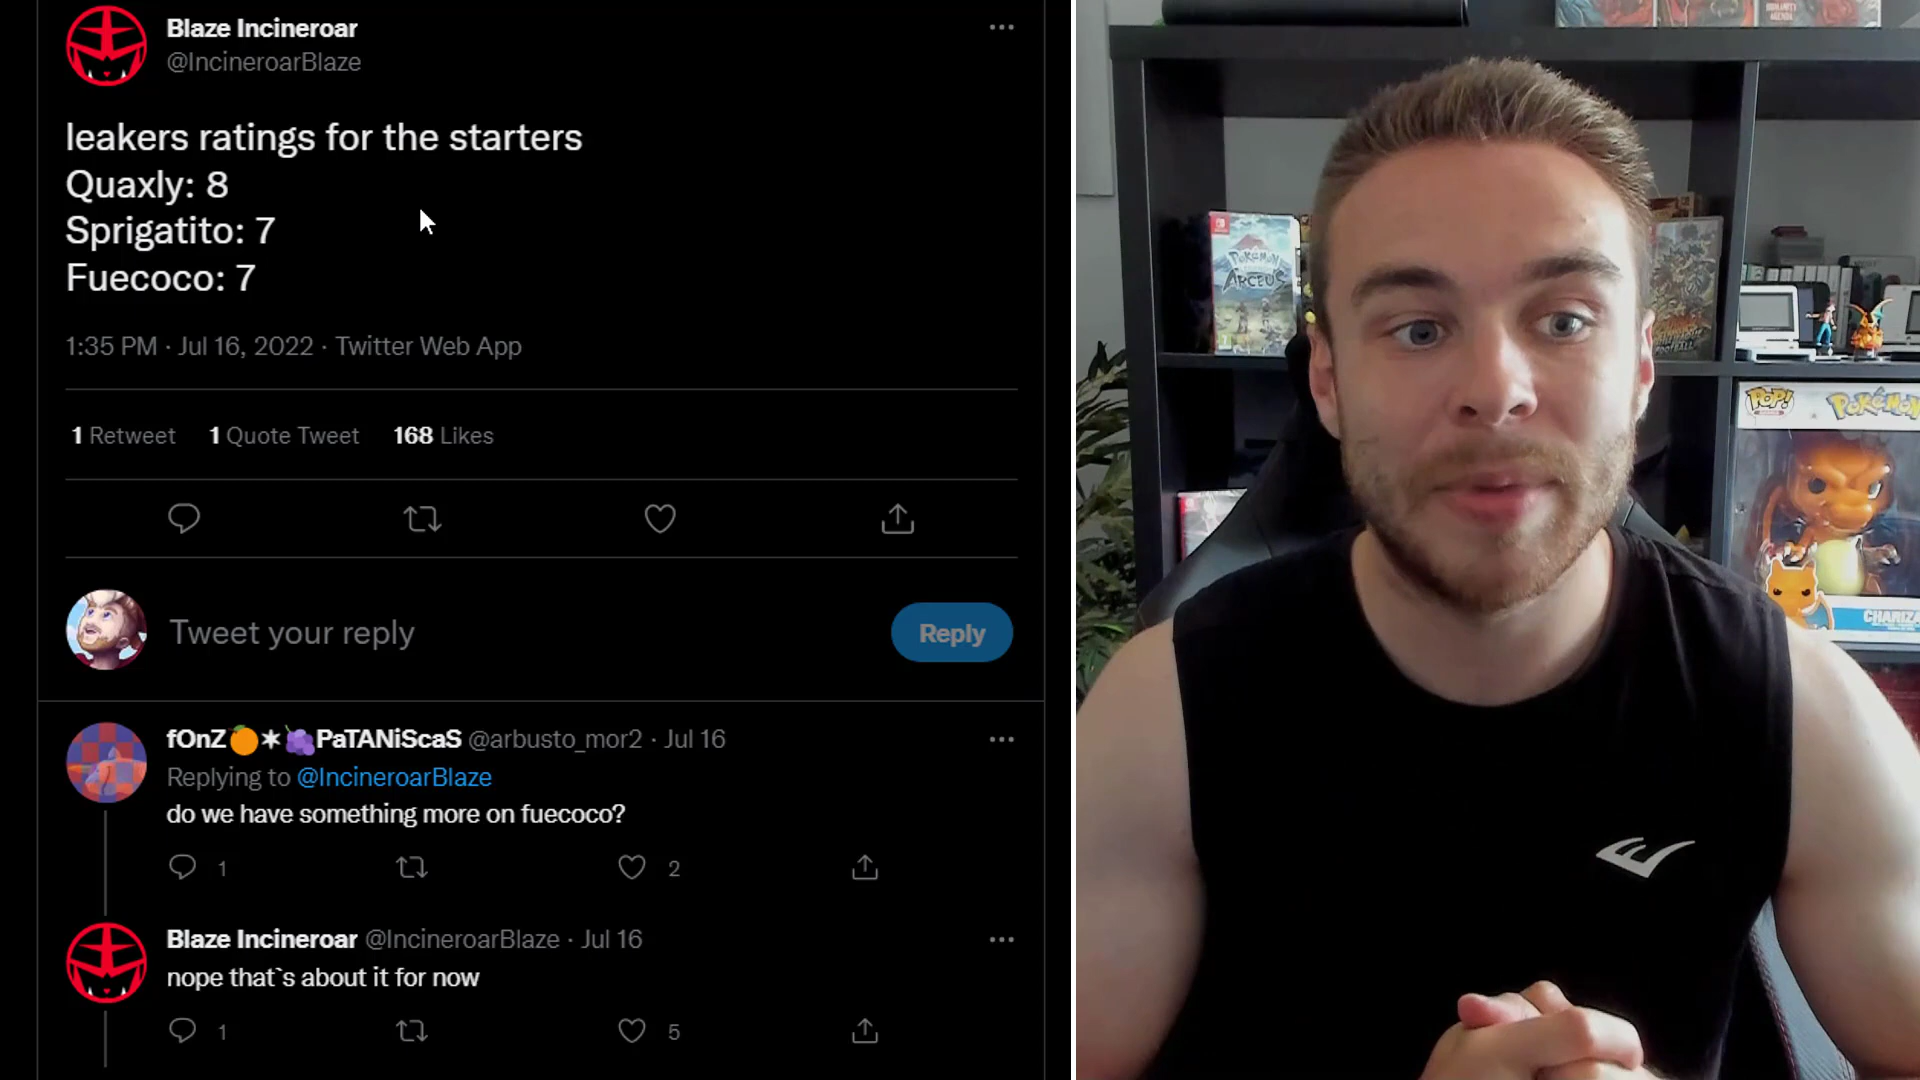 Blaze Incineroar
@IncineroarBlaze
leakers ratings for the starters
Quaxly: 8
Sprigatito: 7
Fuecoco: 7
1:35 PM · Jul 16, 2022 · Twitter Web App
1 Retweet 1 Quote Tweet 168 Likes
Tweet your reply
Reply
fOnZ🍊✶🍇PaTANiScaS @arbusto_mor2 · Jul 16
Replying to @IncineroarBlaze
do we have something more on fuecoco?
1 2
Blaze Incineroar @IncineroarBlaze · Jul 16
nope that`s about it for now
1 5
POKÉMON
ARCEUS
FOOTBALL
POP!
POKÉMON
CHARIZA